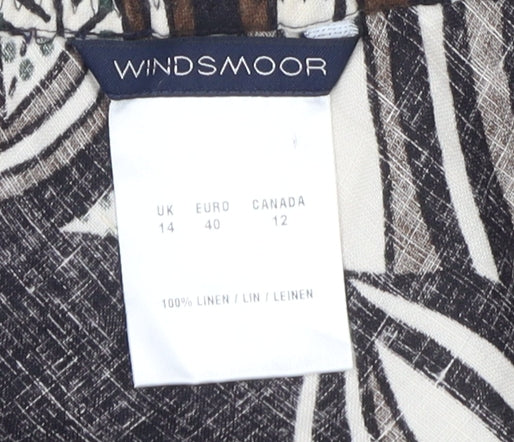 WINDSMOOR
UK EURO CANADA
14 40 12
100% LINEN / LIN / LEINEN